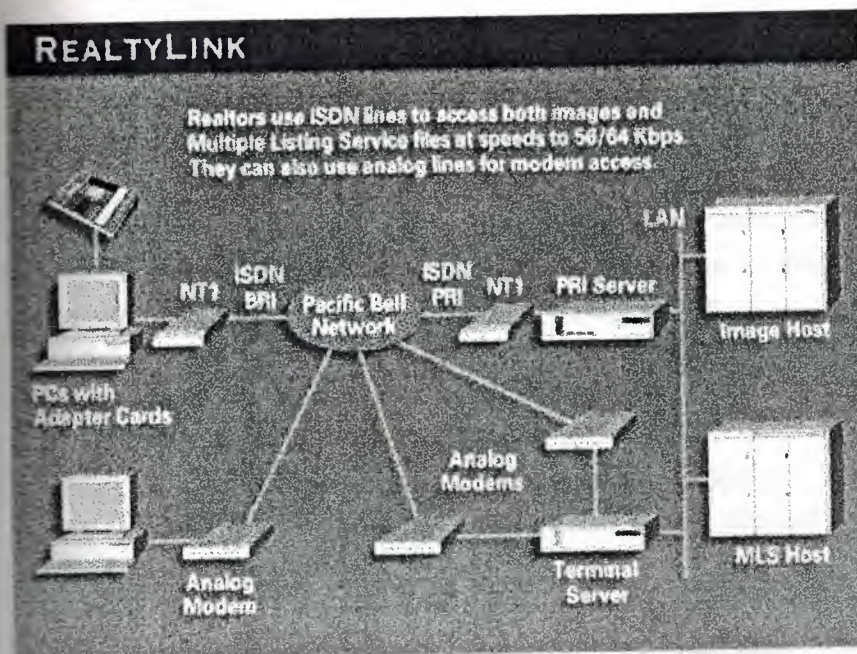 REALTYLINK
Realtors use ISDN lines to access both images and
Multiple Listing Service files at speeds to 56/64 Kbps.
They can also use analog lines for modem access.
LAN
NT1
ISDN
BRI
Pacific Bell
Network
ISDN
PRI
NT1
PRI Server
Image Host
PCs with
Adapter Cards
Analog
Modems
Analog
Modem
Terminal
Server
MLS Host